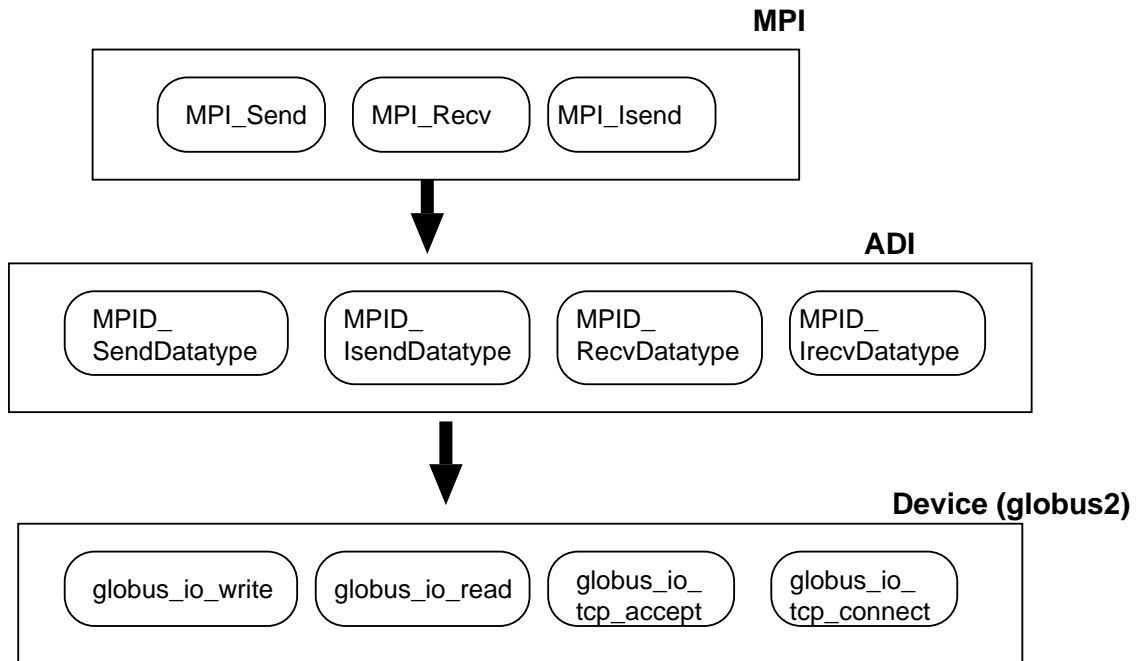 MPI
MPI_Send
MPI_Recv
MPI_Isend
ADI
MPID_
SendDatatype
MPID_
IsendDatatype
MPID_
RecvDatatype
MPID_
IrecvDatatype
Device (globus2)
globus_io_write
globus_io_read
globus_io_
tcp_accept
globus_io_
tcp_connect